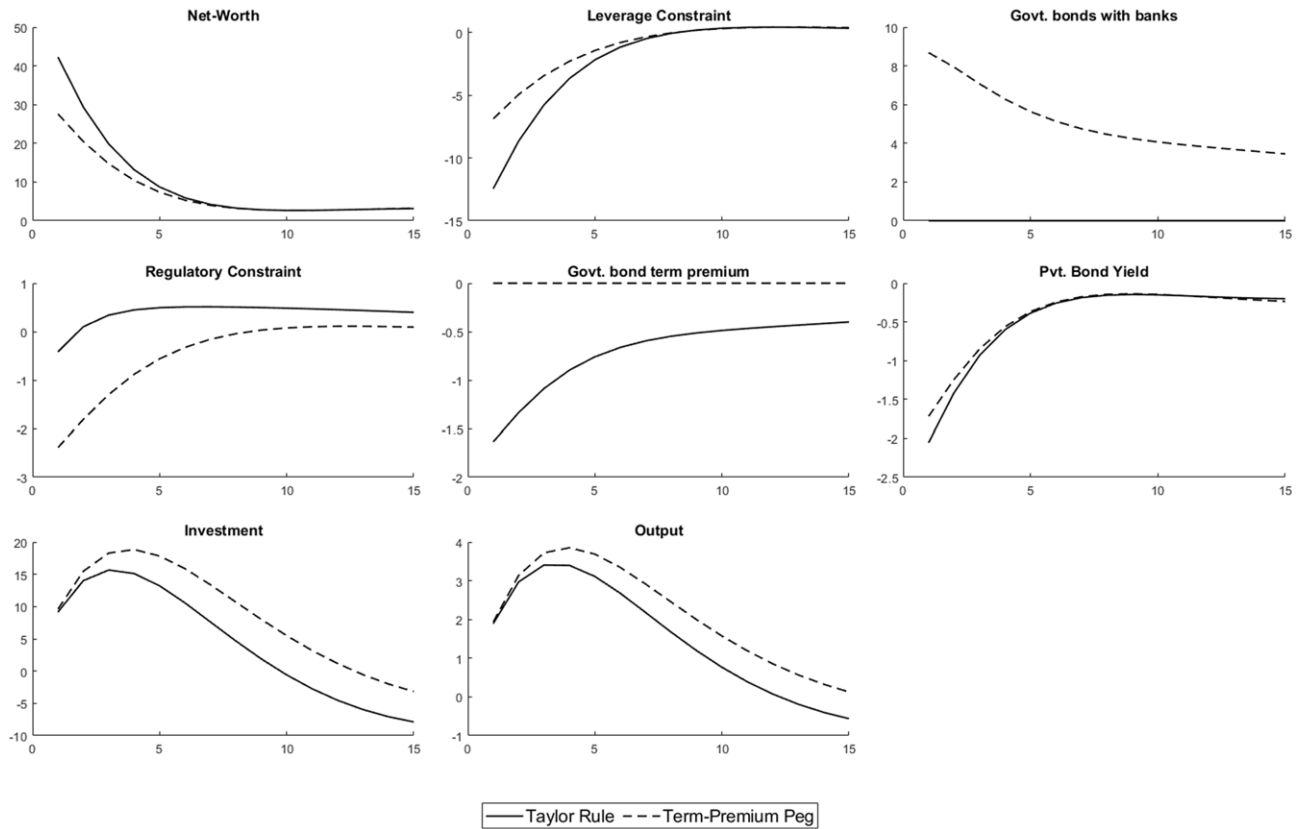 Net-Worth
50
40
30
20
10
0
0 5 10 15
Leverage Constraint
0
-5
-10
-15
0 5 10 15
Govt. bonds with banks
10
8
6
4
2
0
0 5 10 15
Regulatory Constraint
1
0
-1
-2
-3
0 5 10 15
Govt. bond term premium
0
-0.5
-1
-1.5
-2
0 5 10 15
Pvt. Bond Yield
0
-0.5
-1
-1.5
-2
-2.5
0 5 10 15
Investment
20
15
10
5
0
-5
-10
0 5 10 15
Output
4
3
2
1
0
-1
0 5 10 15
Taylor Rule Term-Premium Peg